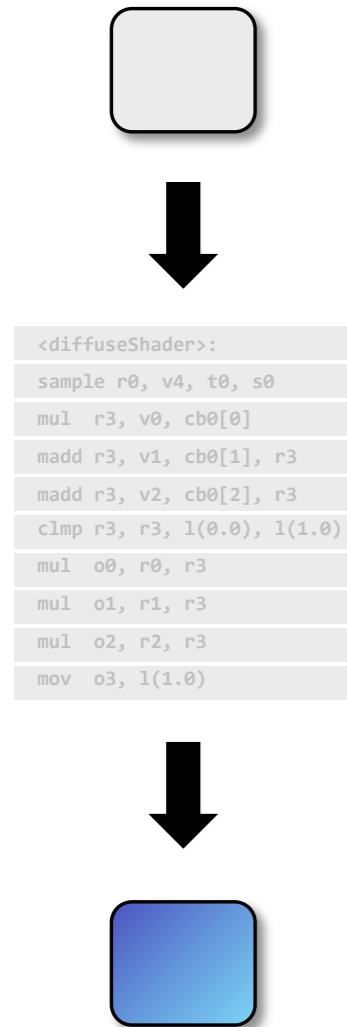 <diffuseShader>:
sample r0, v4, t0, s0
mul  r3, v0, cb0[0]
madd r3, v1, cb0[1], r3
madd r3, v2, cb0[2], r3
clmp r3, r3, l(0.0), l(1.0)
mul  o0, r0, r3
mul  o1, r1, r3
mul  o2, r2, r3
mov  o3, l(1.0)